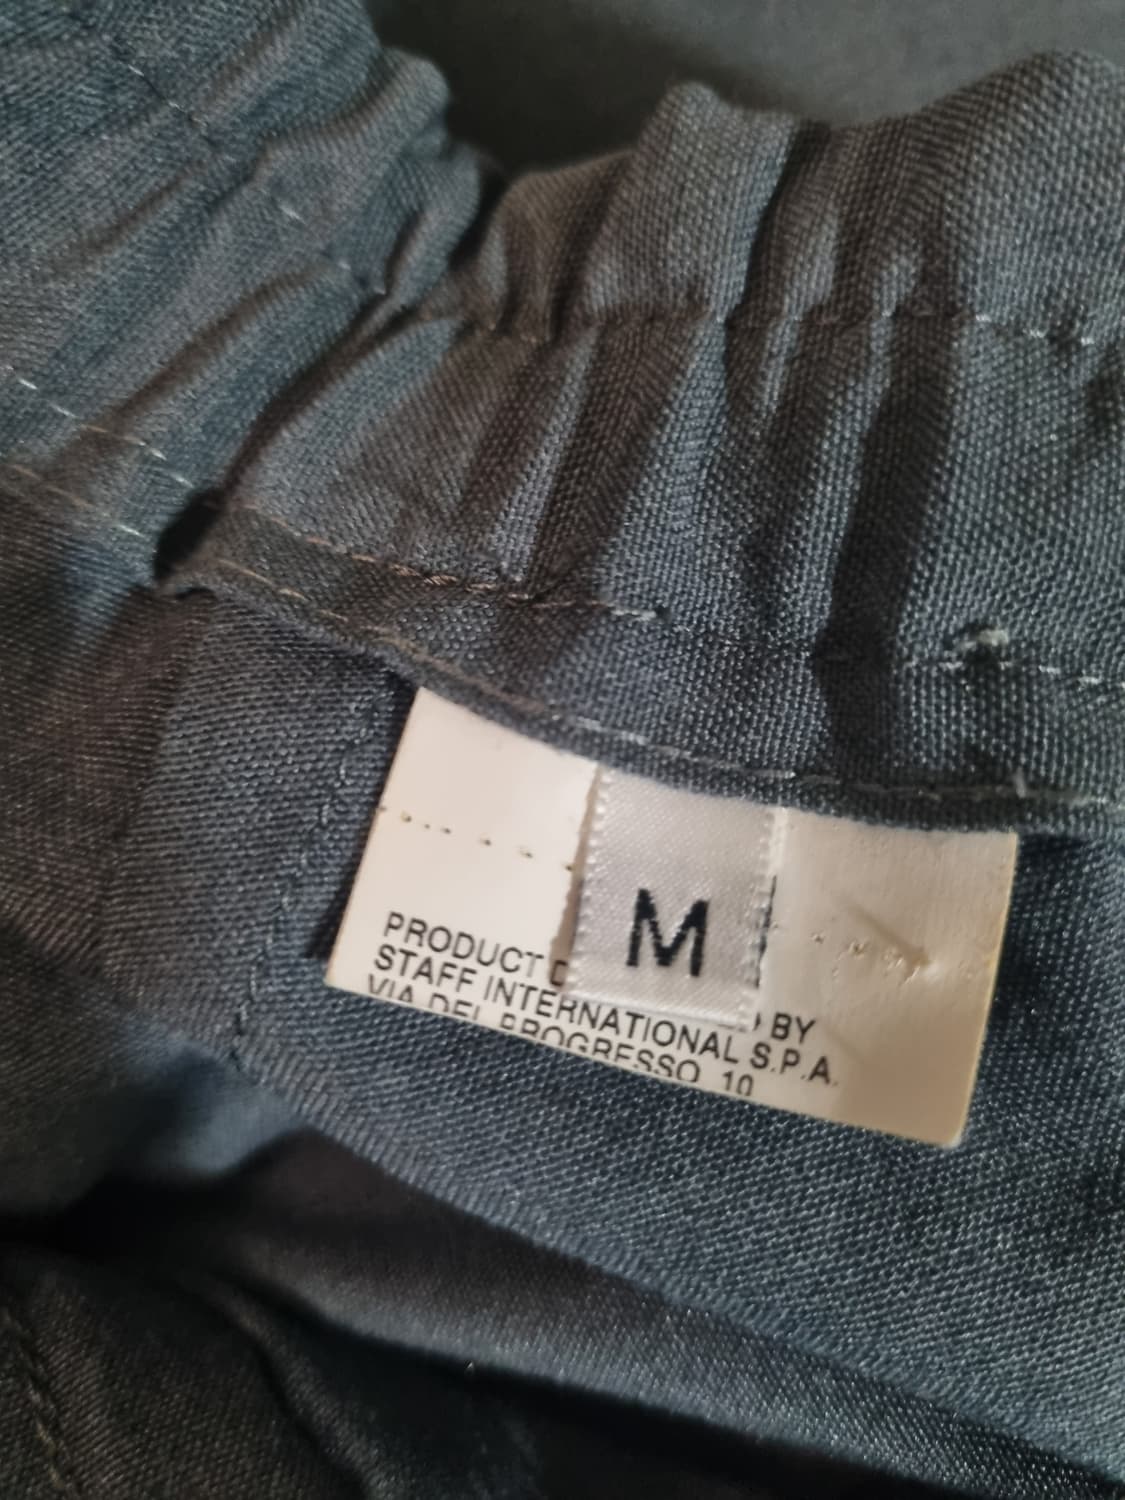 M
PRODUCT D BY
STAFF INTERNATIONAL S.P.A.
VIA DEL PROGRESSO, 10